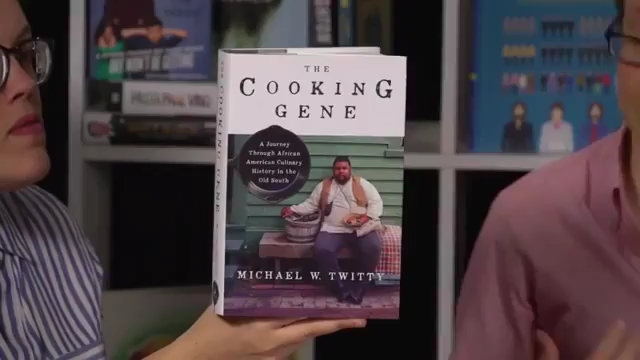 THE
COOKING
GENE
A Journey
Through African
American Culinary
History in the
Old South
MICHAEL W. TWITTY